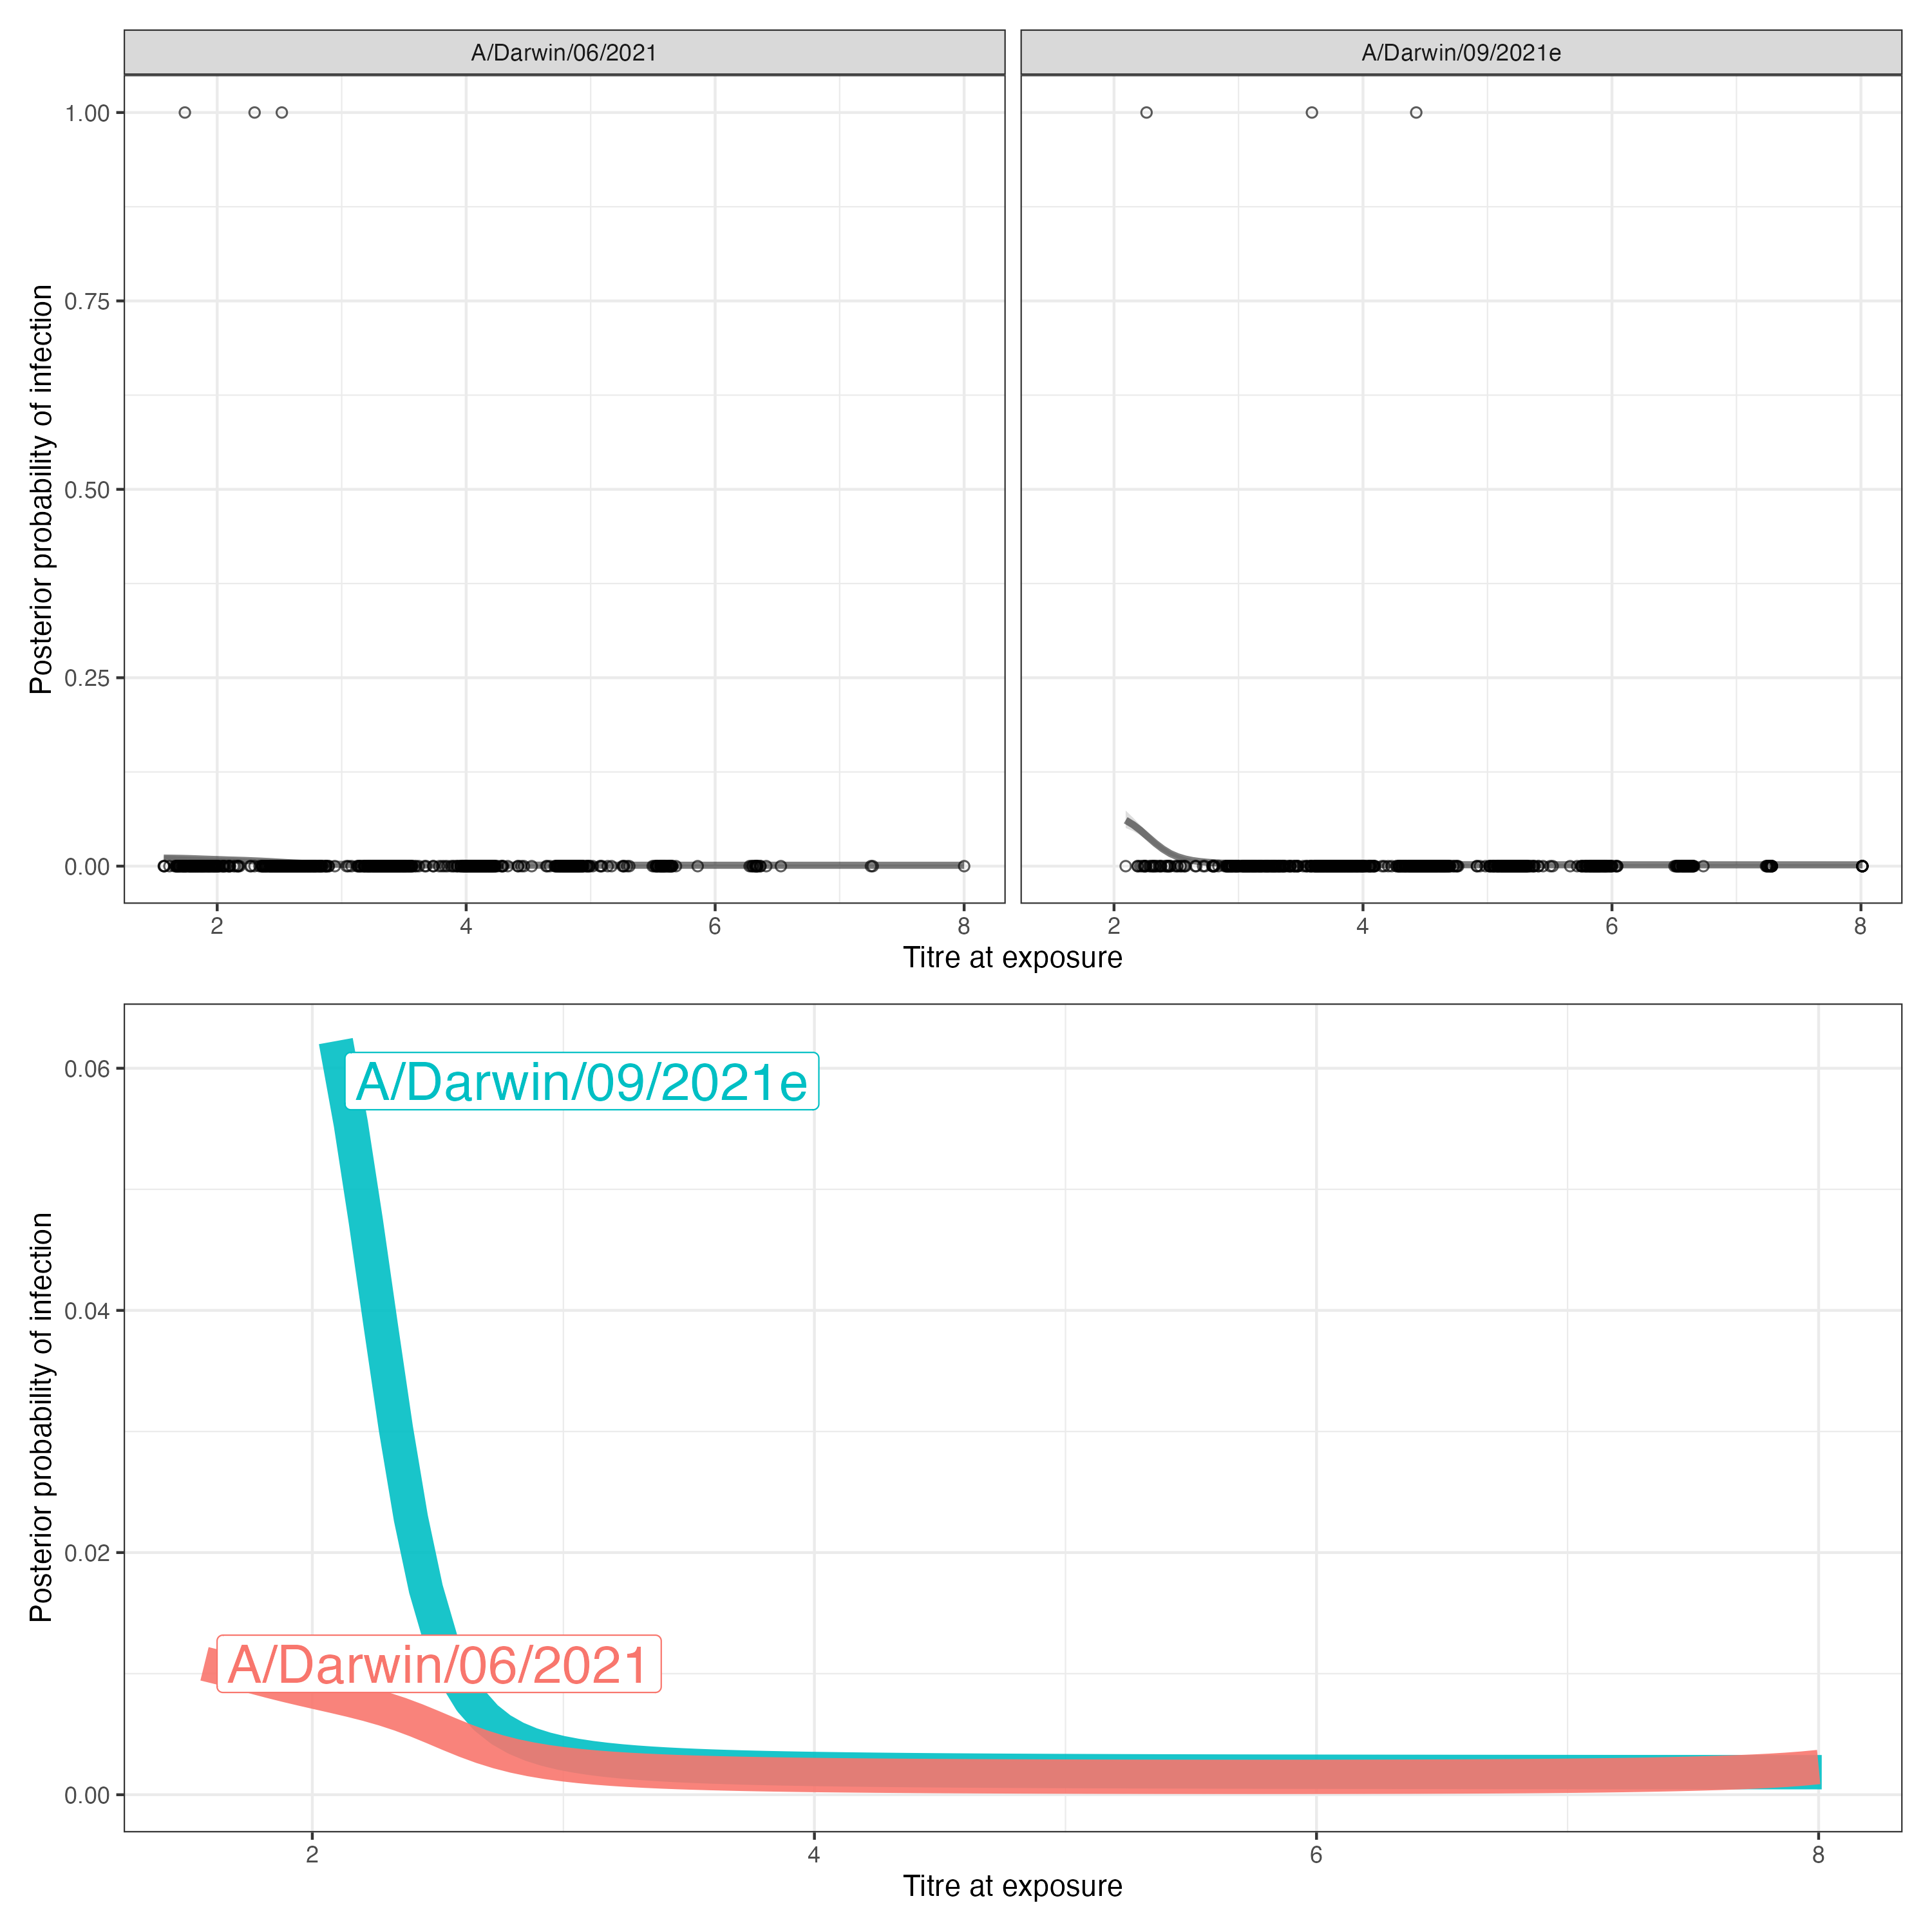 A/Darwin/06/2021
A/Darwin/09/2021e
Posterior probability of infection
1.00
0.75
0.50
0.25
0.00
2 4 6 8
2 4 6 8
Titre at exposure
Posterior probability of infection
0.06
0.04
0.02
0.00
A/Darwin/09/2021e
A/Darwin/06/2021
2 4 6 8
Titre at exposure